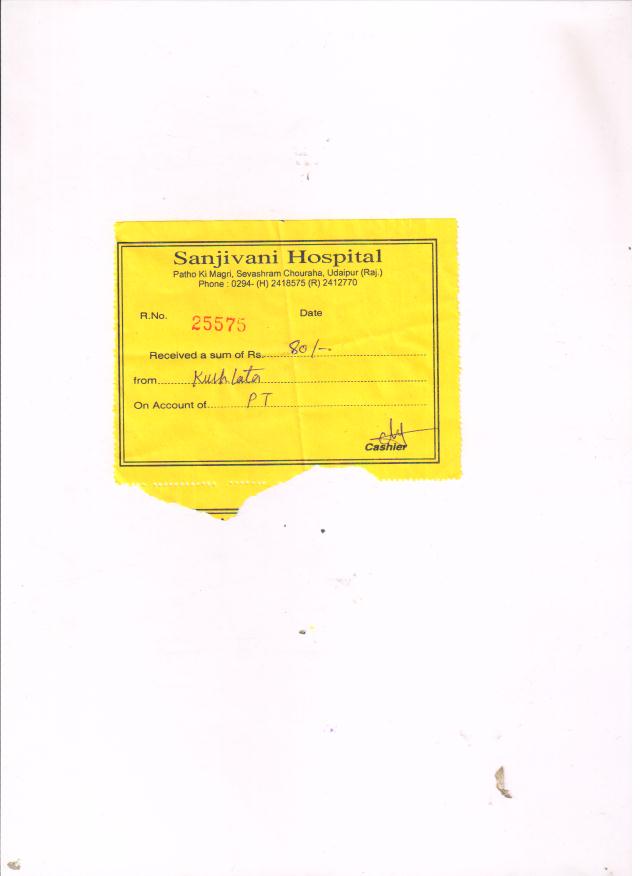 Sanjivani Hospital
Patho Ki Magri, Sevashram Chouraha, Udaipur (Raj.)
Phone : 0294- (H) 2418575 (R) 2412770
R.No. 25575 Date
Received a sum of Rs. 80/-
from Kushlata
On Account of PT
Cashier